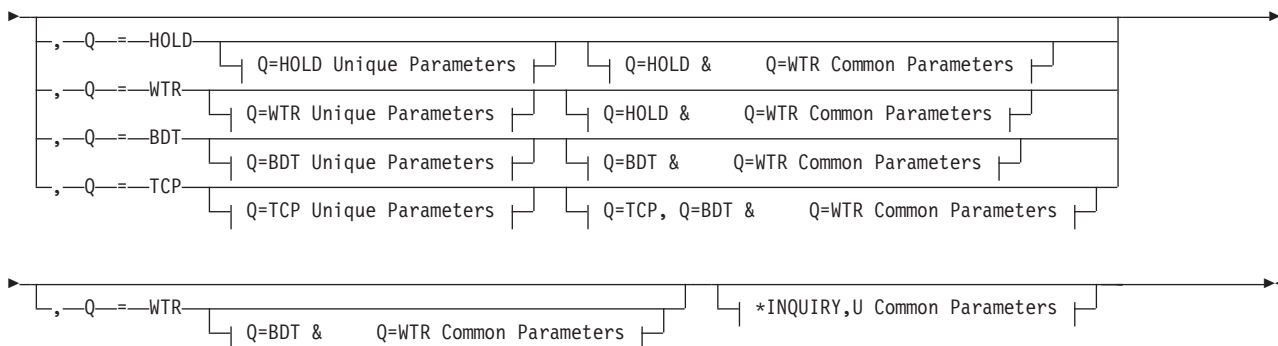 , Q = HOLD
Q=HOLD Unique Parameters Q=HOLD & Q=WTR Common Parameters
, Q = WTR
Q=WTR Unique Parameters Q=HOLD & Q=WTR Common Parameters
, Q = BDT
Q=BDT Unique Parameters Q=BDT & Q=WTR Common Parameters
, Q = TCP
Q=TCP Unique Parameters Q=TCP, Q=BDT & Q=WTR Common Parameters
, Q = WTR *INQUIRY,U Common Parameters
Q=BDT & Q=WTR Common Parameters